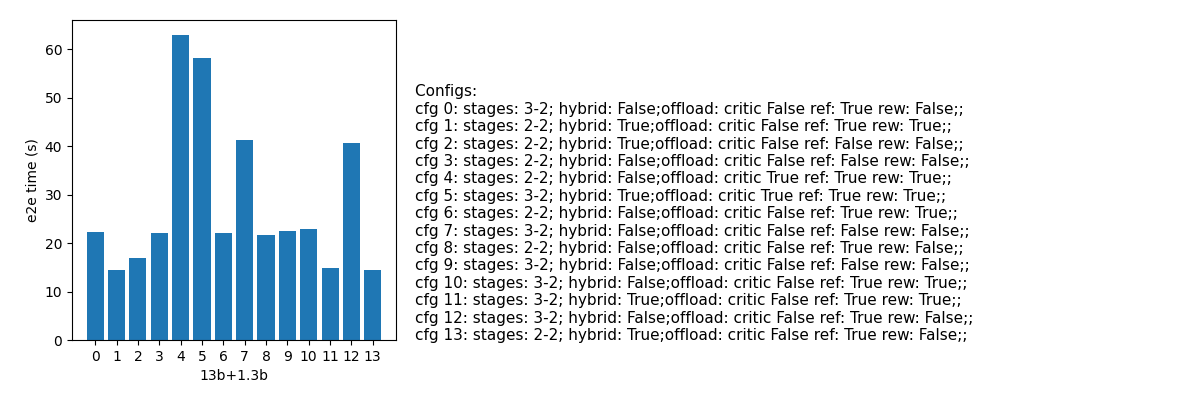 60
50
40
30
20
10
0
e2e time (s)
0 1 2 3 4 5 6 7 8 9 10 11 12 13
13b+1.3b
Configs:
cfg 0: stages: 3-2; hybrid: False;offload: critic False ref: True rew: False;;
cfg 1: stages: 2-2; hybrid: True;offload: critic False ref: True rew: True;;
cfg 2: stages: 2-2; hybrid: True;offload: critic False ref: False rew: False;;
cfg 3: stages: 2-2; hybrid: False;offload: critic False ref: False rew: False;;
cfg 4: stages: 2-2; hybrid: False;offload: critic True ref: True rew: True;;
cfg 5: stages: 3-2; hybrid: True;offload: critic True ref: True rew: True;;
cfg 6: stages: 2-2; hybrid: False;offload: critic False ref: True rew: True;;
cfg 7: stages: 3-2; hybrid: False;offload: critic False ref: False rew: False;;
cfg 8: stages: 2-2; hybrid: False;offload: critic False ref: True rew: False;;
cfg 9: stages: 3-2; hybrid: False;offload: critic False ref: False rew: False;;
cfg 10: stages: 3-2; hybrid: False;offload: critic False ref: True rew: True;;
cfg 11: stages: 3-2; hybrid: True;offload: critic False ref: True rew: True;;
cfg 12: stages: 3-2; hybrid: False;offload: critic False ref: True rew: False;;
cfg 13: stages: 2-2; hybrid: True;offload: critic False ref: True rew: False;;